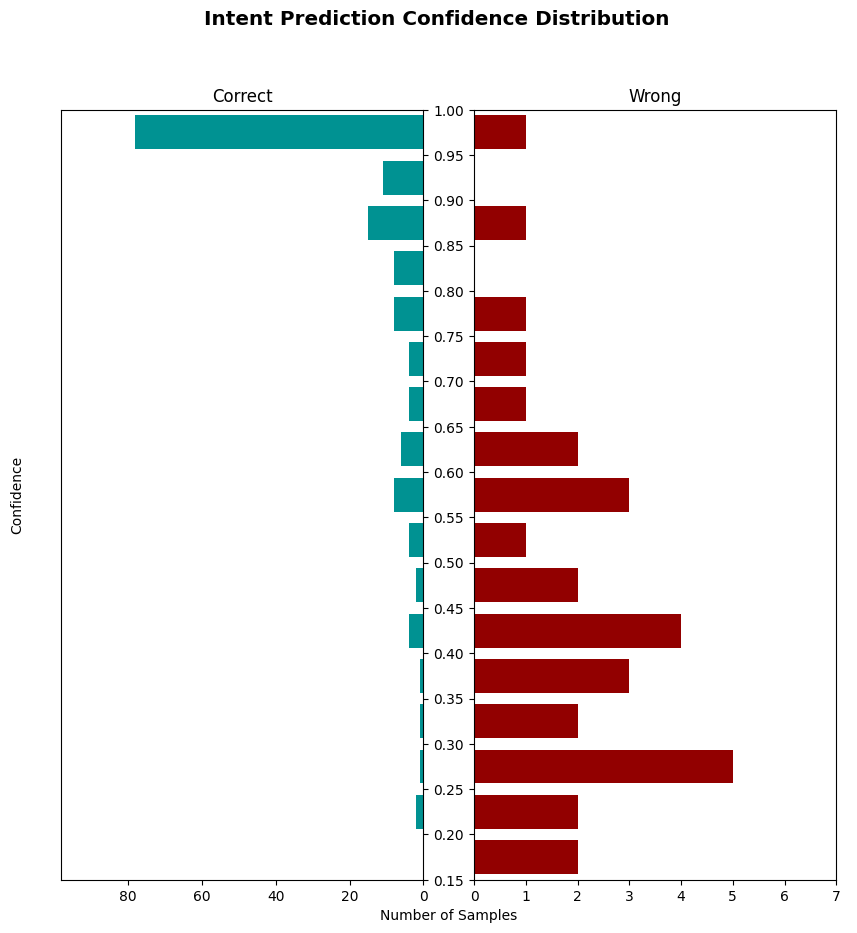 Intent Prediction Confidence Distribution
Correct
Wrong
1.00
0.95
0.90
0.85
0.80
0.75
0.70
0.65
0.60
0.55
0.50
0.45
0.40
0.35
0.30
0.25
0.20
0.15
Confidence
80 60 40 20 0
0 1 2 3 4 5 6 7
Number of Samples